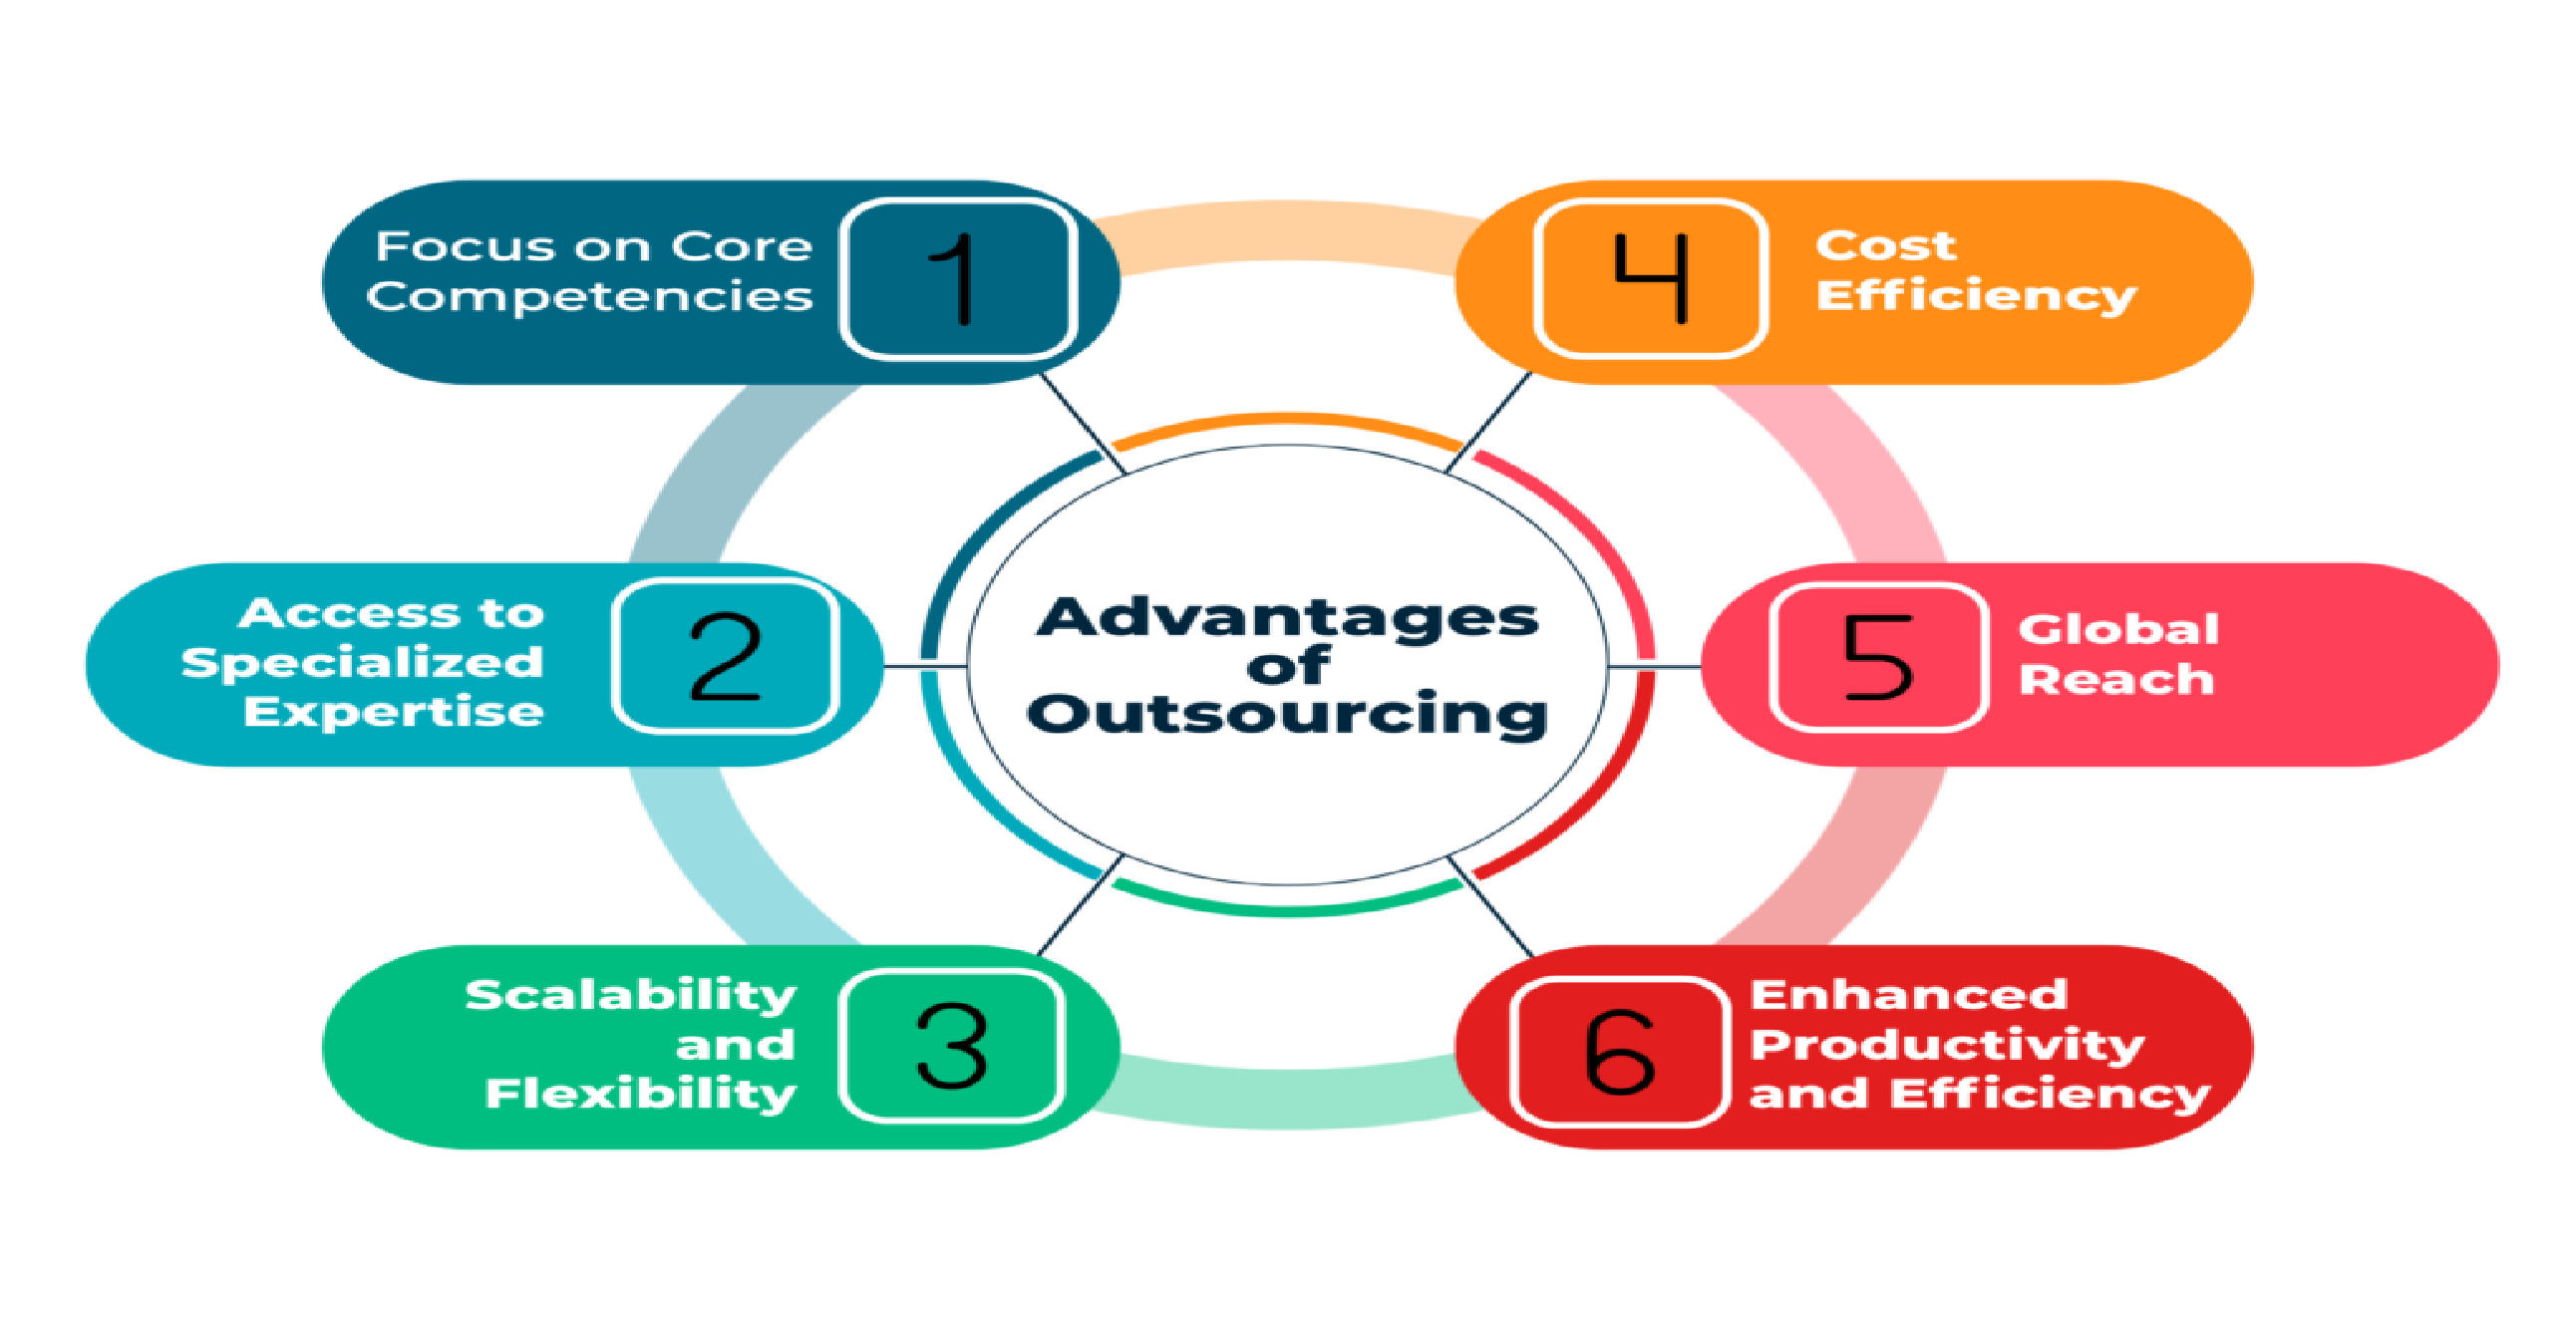 Focus on Core
Competencies
1
Access to
Specialized
Expertise
2
Scalability
and
Flexibility
3
Advantages
of
Outsourcing
4
Cost
Efficiency
5
Global
Reach
6
Enhanced
Productivity
and Efficiency